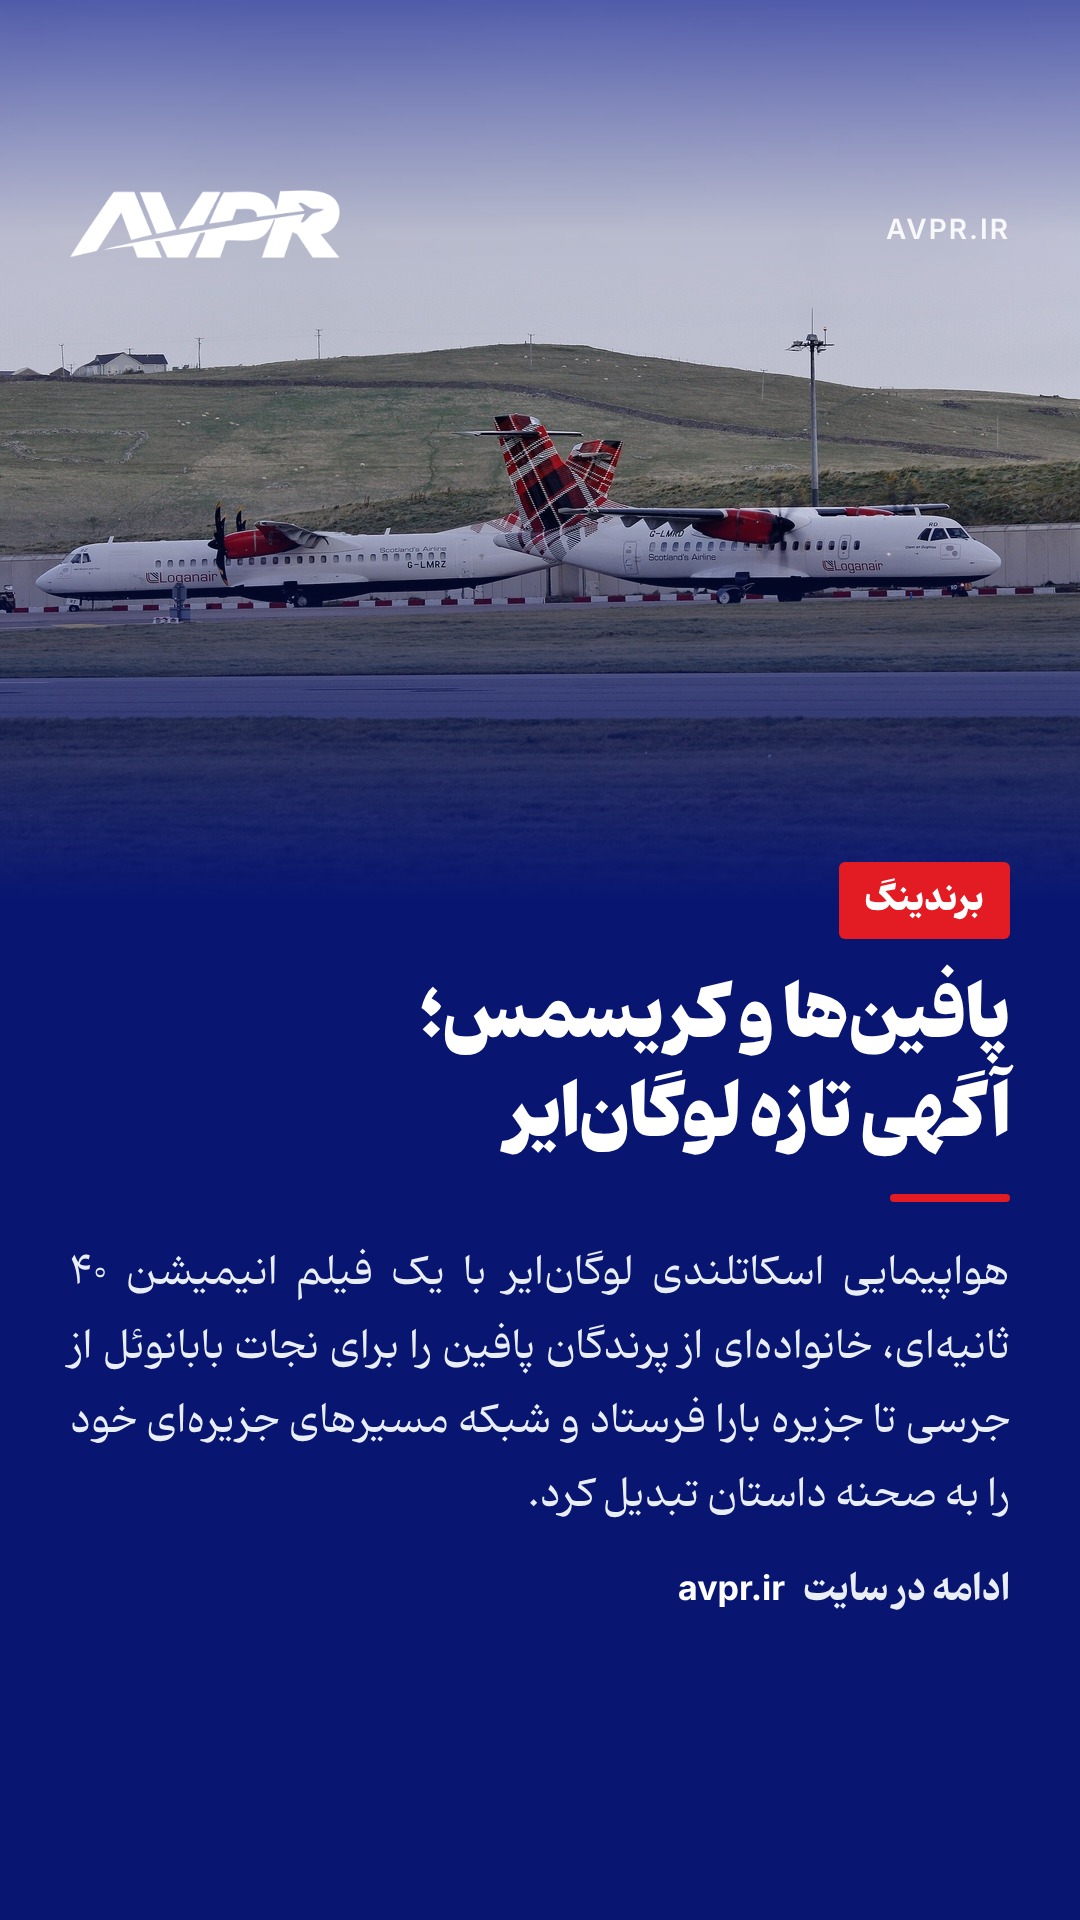 AVPR
AVPR.IR
Scotland's Airline
G-LMRZ
Loganair
G-LMRD
Scotland's Airline
Loganair
RD
برندینگ
پافین‌ها و کریسمس؛
آگهی تازه لوگان‌ایر
هواپیمایی اسکاتلندی لوگان‌ایر با یک فیلم انیمیشن ۴۰
ثانیه‌ای، خانواده‌ای از پرندگان پافین را برای نجات بابانوئل از
جرسی تا جزیره بارا فرستاد و شبکه مسیرهای جزیره‌ای خود
را به صحنه داستان تبدیل کرد.
ادامه در سایت avpr.ir